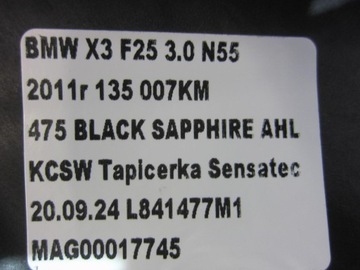 BMW X3 F25 3.0 N55
2011r 135 007KM
475 BLACK SAPPHIRE AHL
KCSW Tapicerka Sensatec
20.09.24 L841477M1
MAG00017745